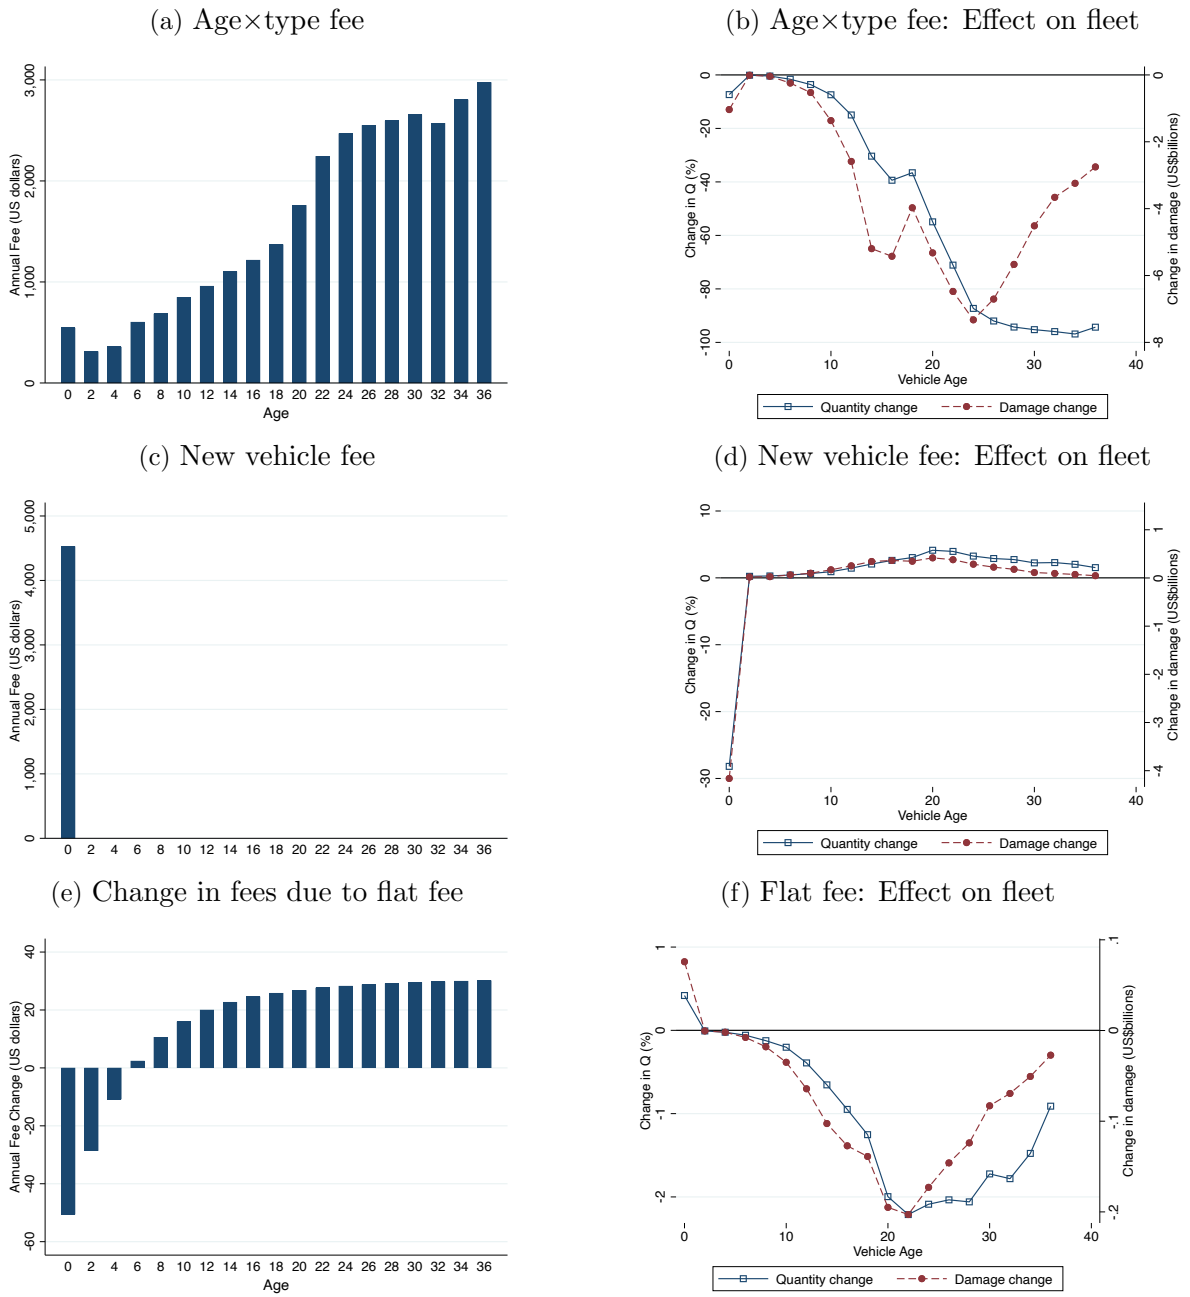 (a) Age×type fee
Annual Fee (US dollars)
3,000
2,000
1,000
0
0 2 4 6 8 10 12 14 16 18 20 22 24 26 28 30 32 34 36
Age
(b) Age×type fee: Effect on fleet
Change in Q (%)
0
-20
-40
-60
-80
-100
Change in damage (US$billions)
0
-2
-4
-6
-8
0 10 20 30 40
Vehicle Age
Quantity change Damage change
(c) New vehicle fee
Annual Fee (US dollars)
5,000
4,000
3,000
2,000
1,000
0
0 2 4 6 8 10 12 14 16 18 20 22 24 26 28 30 32 34 36
(d) New vehicle fee: Effect on fleet
Change in Q (%)
10
0
-10
-20
-30
Change in damage (US$billions)
1
0
-1
-2
-3
-4
0 10 20 30 40
Vehicle Age
Quantity change Damage change
(e) Change in fees due to flat fee
Annual Fee Change (US dollars)
40
20
0
-20
-40
-60
0 2 4 6 8 10 12 14 16 18 20 22 24 26 28 30 32 34 36
Age
(f) Flat fee: Effect on fleet
Change in Q (%)
1
0
-1
-2
Change in damage (US$billions)
.1
0
-.1
-.2
0 10 20 30 40
Vehicle Age
Quantity change Damage change